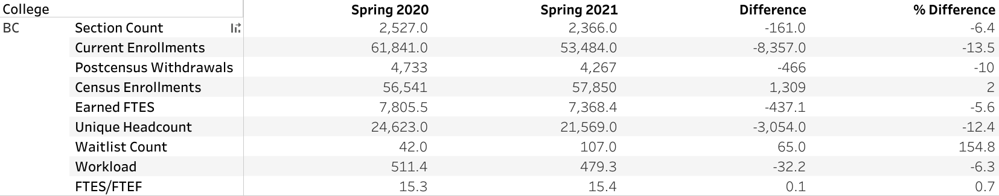 College Spring 2020 Spring 2021 Difference % Difference
BC Section Count 2,527.0 2,366.0 -161.0 -6.4
Current Enrollments 61,841.0 53,484.0 -8,357.0 -13.5
Postcensus Withdrawals 4,733 4,267 -466 -10
Census Enrollments 56,541 57,850 1,309 2
Earned FTES 7,805.5 7,368.4 -437.1 -5.6
Unique Headcount 24,623.0 21,569.0 -3,054.0 -12.4
Waitlist Count 42.0 107.0 65.0 154.8
Workload 511.4 479.3 -32.2 -6.3
FTES/FTEF 15.3 15.4 0.1 0.7